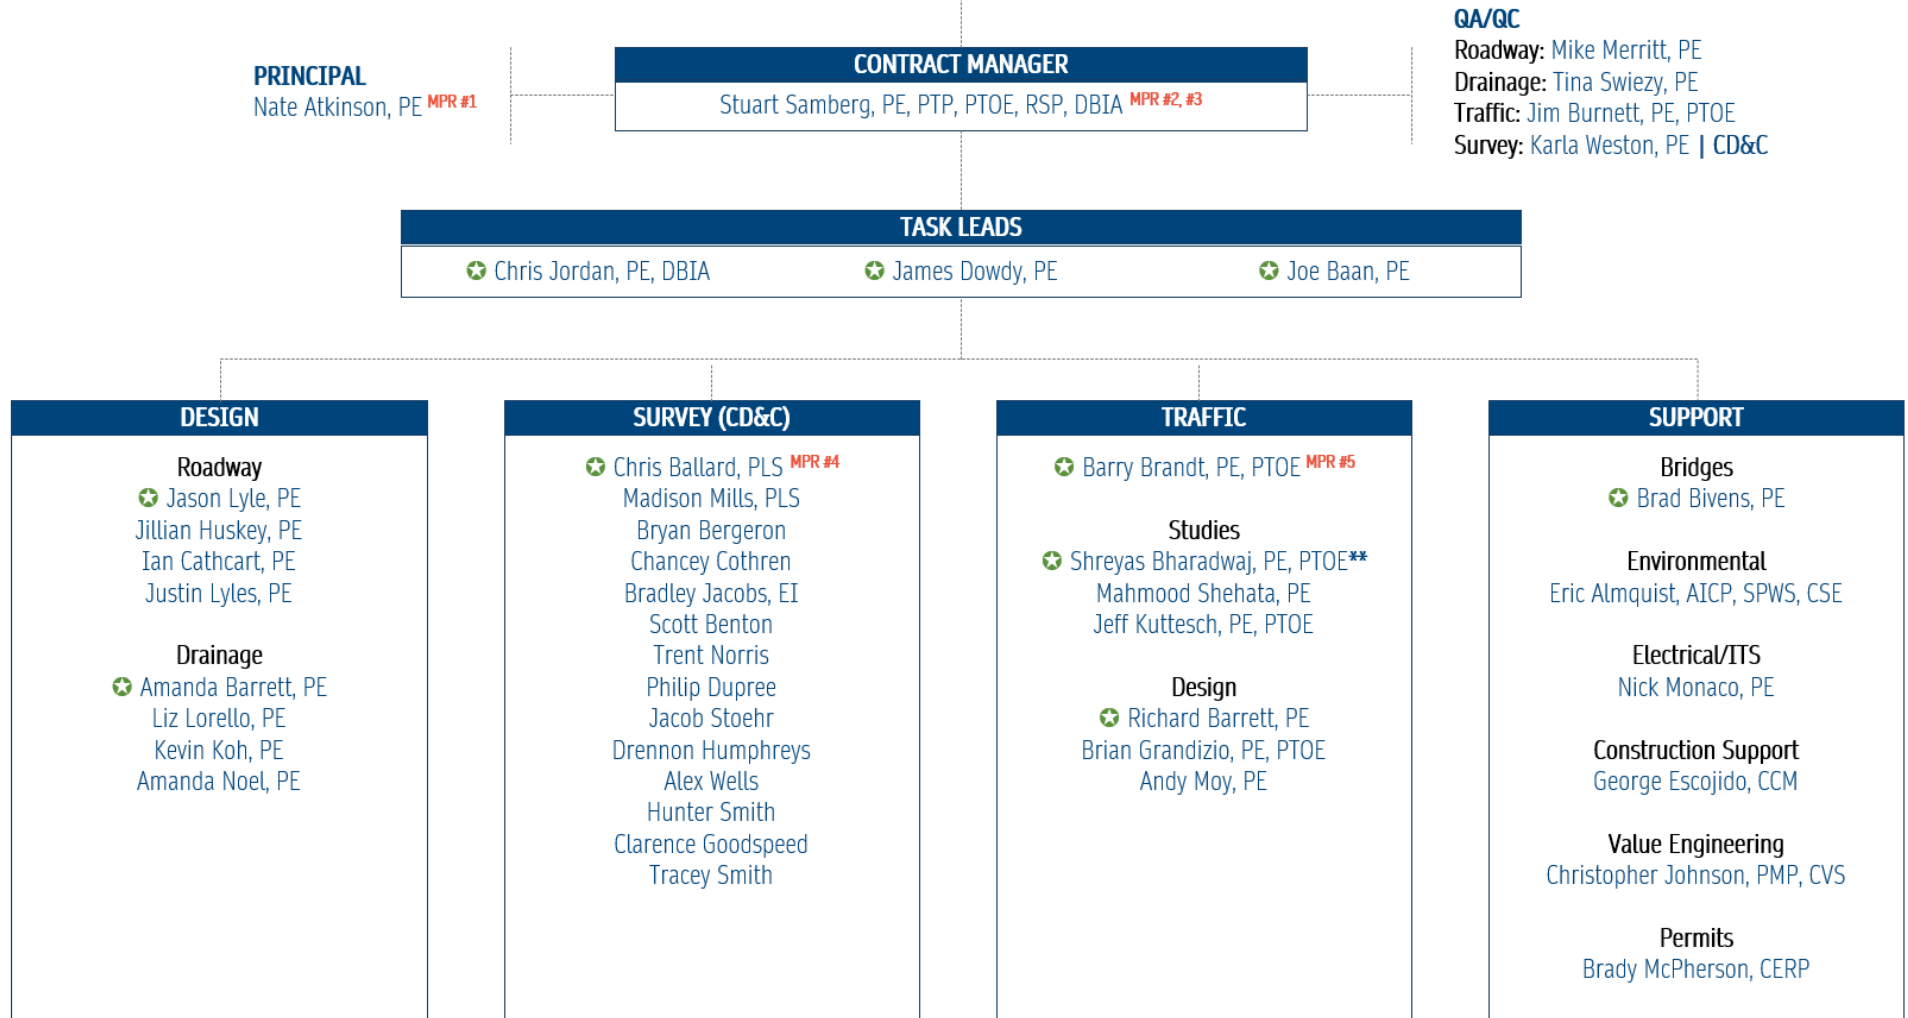 PRINCIPAL
Nate Atkinson, PE MPR #1
CONTRACT MANAGER
Stuart Samberg, PE, PTP, PTOE, RSP, DBIA MPR #2, #3
QA/QC
Roadway: Mike Merritt, PE
Drainage: Tina Swiezy, PE
Traffic: Jim Burnett, PE, PTOE
Survey: Karla Weston, PE | CD&C
TASK LEADS
Chris Jordan, PE, DBIA
James Dowdy, PE
Joe Baan, PE
DESIGN
Roadway
Jason Lyle, PE
Jillian Huskey, PE
Ian Cathcart, PE
Justin Lyles, PE
Drainage
Amanda Barrett, PE
Liz Lorello, PE
Kevin Koh, PE
Amanda Noel, PE
SURVEY (CD&C)
Chris Ballard, PLS MPR #4
Madison Mills, PLS
Bryan Bergeron
Chancey Cothren
Bradley Jacobs, EI
Scott Benton
Trent Norris
Philip Dupree
Jacob Stoehr
Drennon Humphreys
Alex Wells
Hunter Smith
Clarence Goodspeed
Tracey Smith
TRAFFIC
Barry Brandt, PE, PTOE MPR #5
Studies
Shreyas Bharadwaj, PE, PTOE**
Mahmood Shehata, PE
Jeff Kuttesch, PE, PTOE
Design
Richard Barrett, PE
Brian Grandizio, PE, PTOE
Andy Moy, PE
SUPPORT
Bridges
Brad Bivens, PE
Environmental
Eric Almquist, AICP, SPWS, CSE
Electrical/ITS
Nick Monaco, PE
Construction Support
George Escojido, CCM
Value Engineering
Christopher Johnson, PMP, CVS
Permits
Brady McPherson, CERP